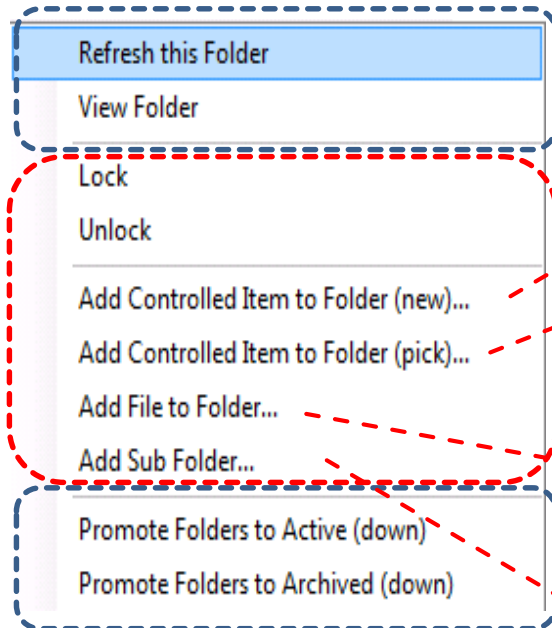 Refresh this Folder
View Folder
Lock
Unlock
Add Controlled Item to Folder (new)...
Add Controlled Item to Folder (pick)...
Add File to Folder...
Add Sub Folder...
Promote Folders to Active (down)
Promote Folders to Archived (down)